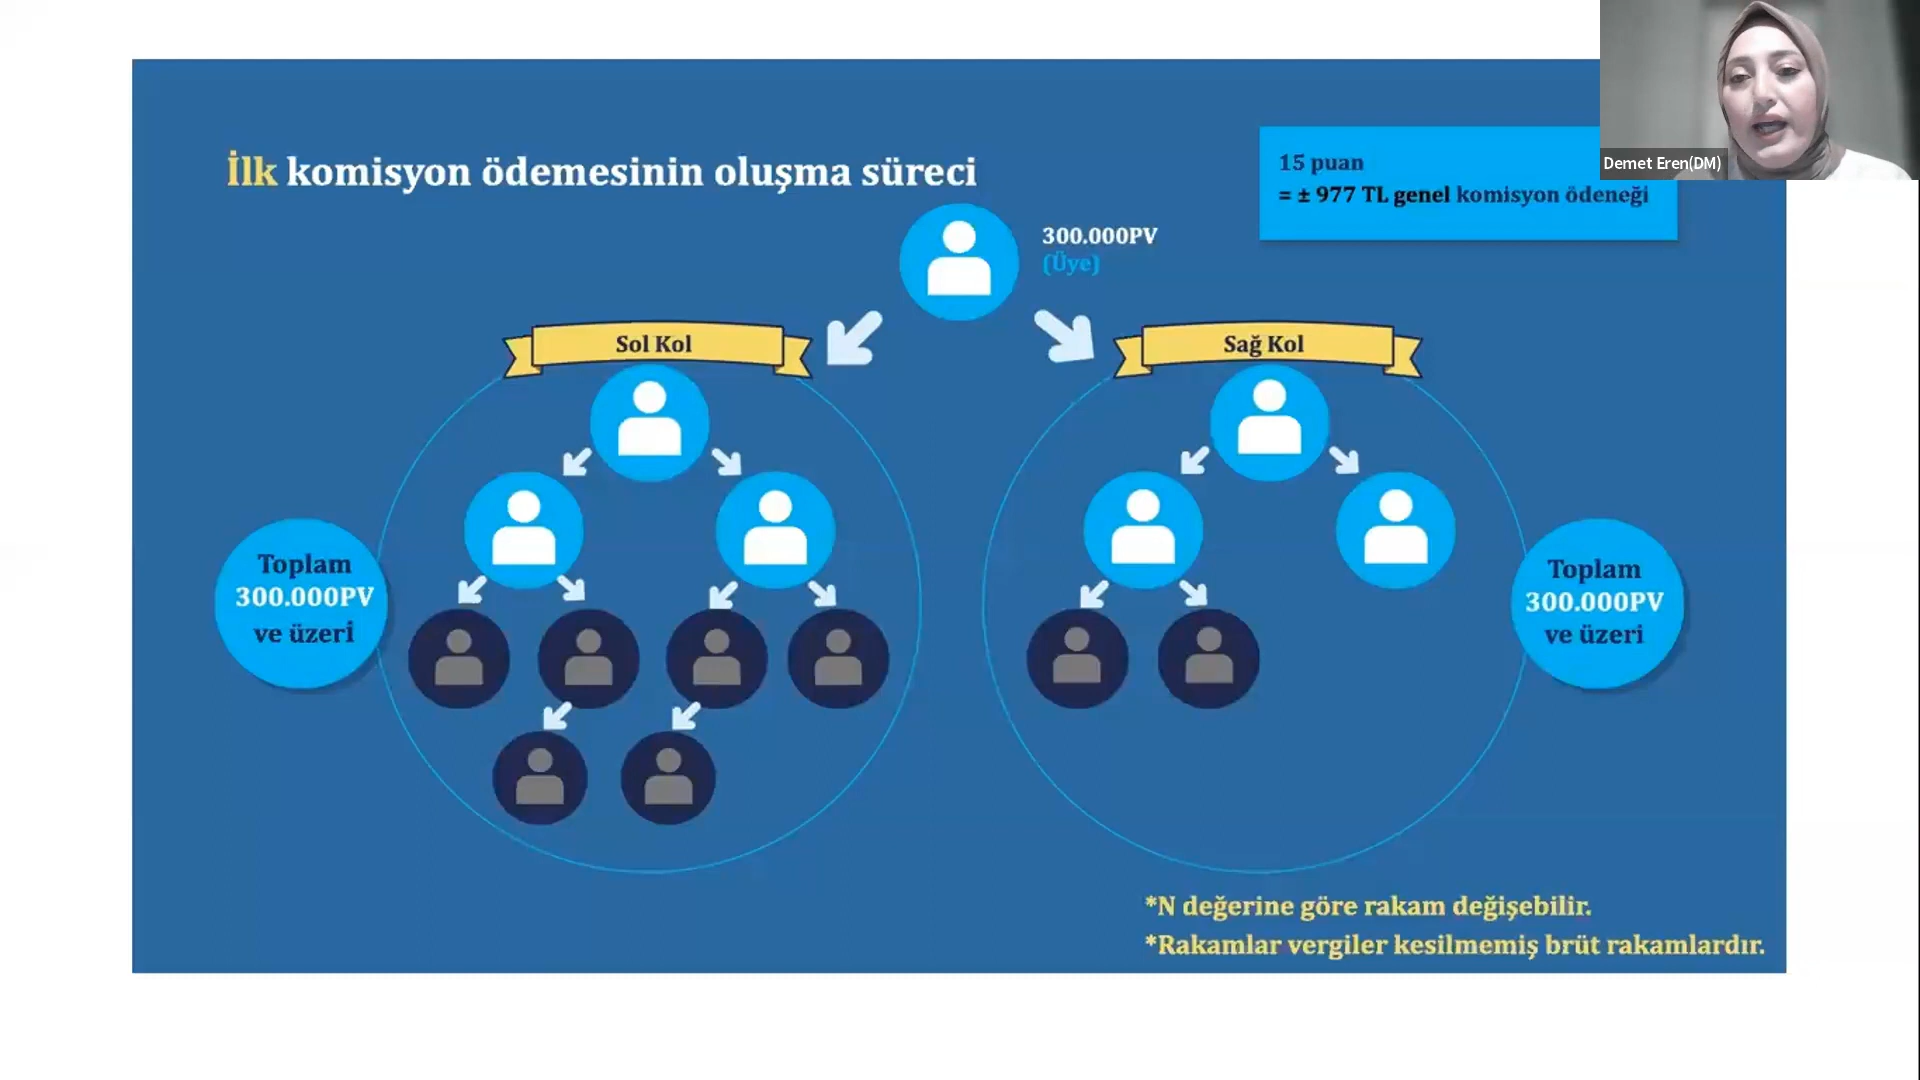 İlk komisyon ödemesinin oluşma süreci
15 puan
= ± 977 TL genel komisyon ödeneği
Demet Eren(DM)
300.000PV
(Üye)
Sol Kol
Sağ Kol
Toplam
300.000PV
ve üzeri
Toplam
300.000PV
ve üzeri
*N değerine göre rakam değişebilir.
*Rakamlar vergiler kesilmemiş brüt rakamlardır.